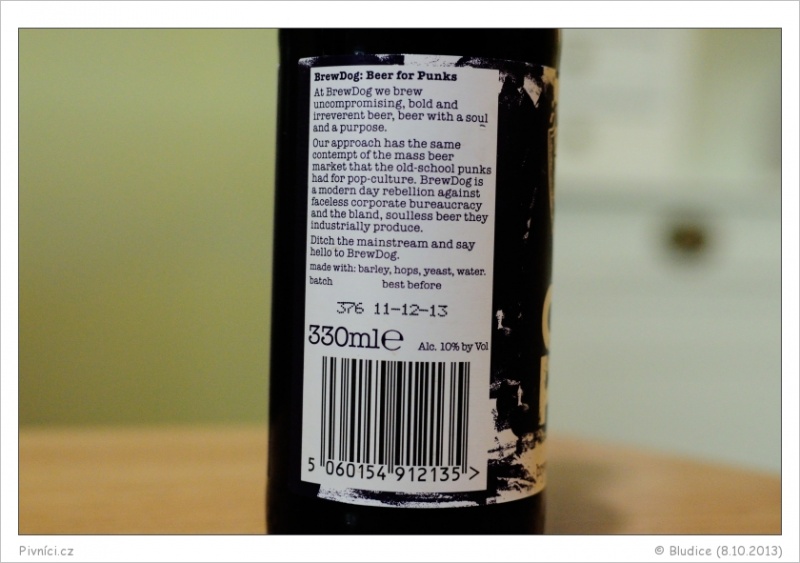 BrewDog: Beer for Punks
At BrewDog we brew
uncompromising, bold and
irreverent beer, beer with a soul
and a purpose.
Our approach has the same
contempt of the mass beer
market that the old-school punks
had for pop-culture. BrewDog is
a modern day rebellion against
faceless corporate bureaucracy
and the bland, soulless beer they
industrially produce.
Ditch the mainstream and say
hello to BrewDog.
made with: barley, hops, yeast, water.
batch best before
376 11-12-13
330ml℮ Alc. 10% by Vol
5 060154 912135 >
Pivníci.cz © Bludice (8.10.2013)